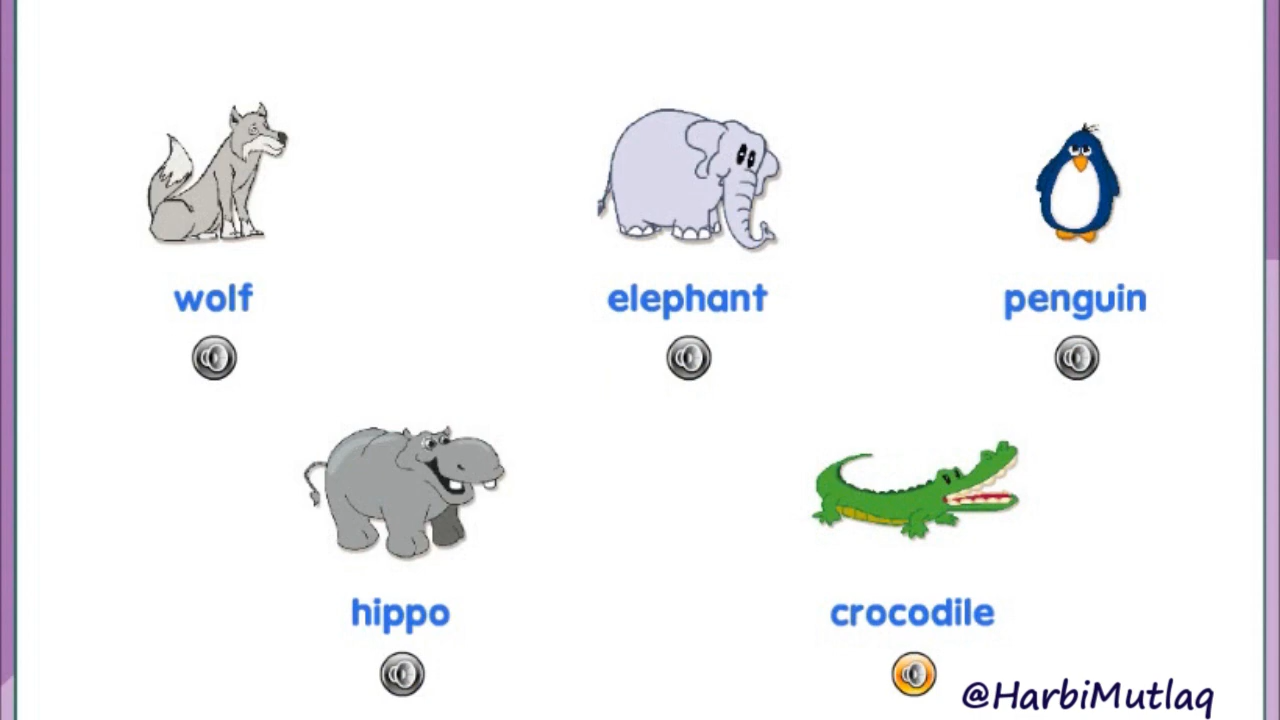 wolf
elephant
penguin
hippo
crocodile
@HarbiMutlaq